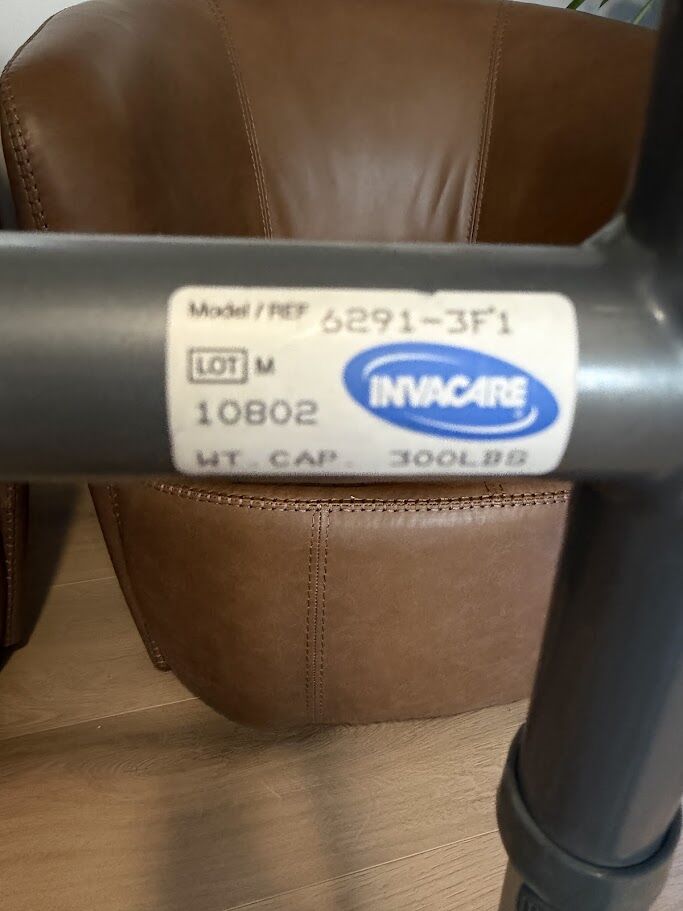 Model / REF 6291-3F1
LOT M
INVACARE®
10802
WT. CAP. 300LBS